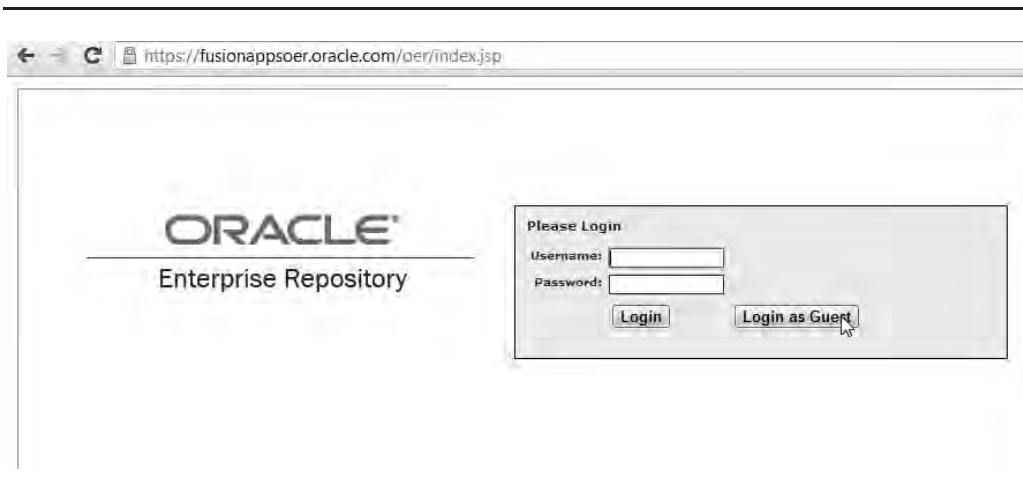 https://fusionappsoer.oracle.com/oer/index.jsp
ORACLE
Enterprise Repository
Please Login
Username:
Password:
Login
Login as Guest